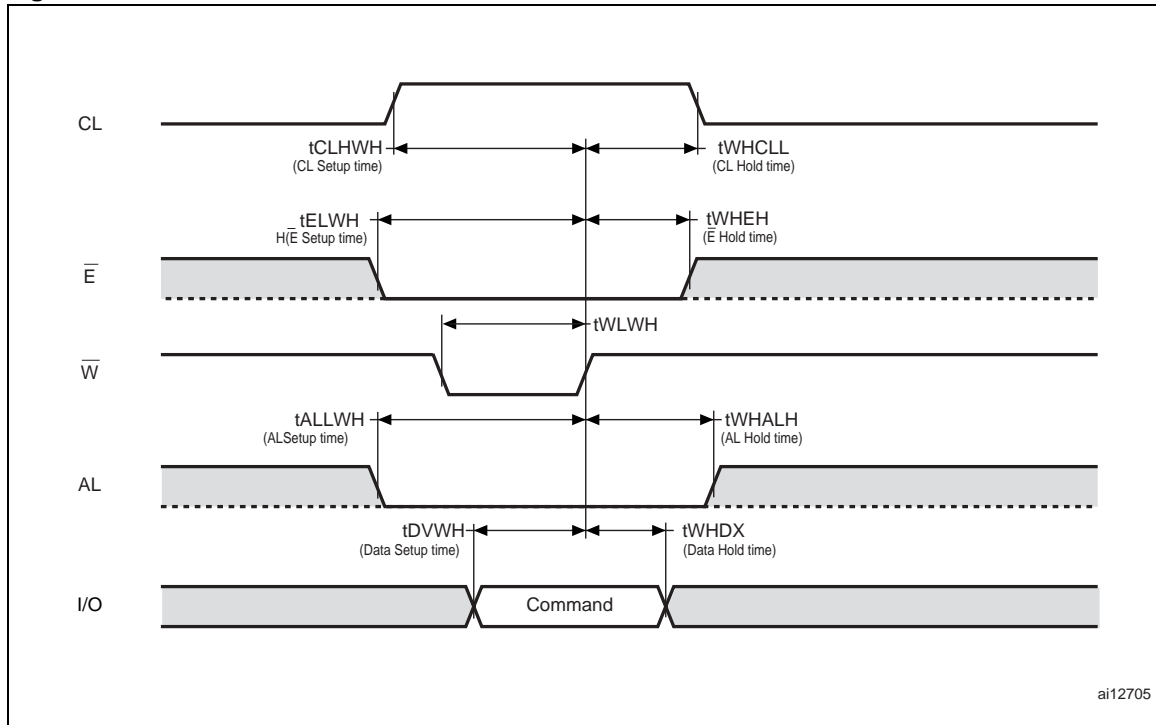 CL
tCLHWH
(CL Setup time)
tWHCLL
(CL Hold time)
tELWH
H(E̅ Setup time)
tWHEH
(E̅ Hold time)
E̅
tWLWH
W̅
tALLWH
(ALSetup time)
tWHALH
(AL Hold time)
AL
tDVWH
(Data Setup time)
tWHDX
(Data Hold time)
I/O
Command
ai12705